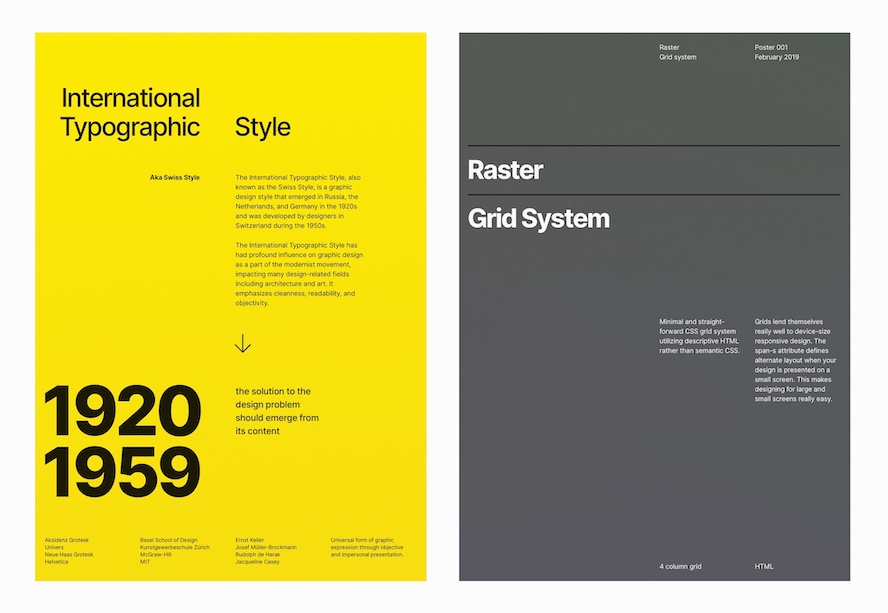 International
Typographic Style
Aka Swiss Style
The International Typographic Style, also
known as the Swiss Style, is a graphic
design style that emerged in Russia, the
Netherlands, and Germany in the 1920s
and was developed by designers in
Switzerland during the 1950s.
The International Typographic Style has
had profound influence on graphic design
as a part of the modernist movement,
impacting many design-related fields
including architecture and art. It
emphasizes cleanness, readability, and
objectivity.
1920
1959
the solution to the
design problem
should emerge from
its content
Akzidenz Grotesk
Univers
Neue Haas Grotesk
Helvetica
Basel School of Design
Kunstgewerbeschule Zürich
McGraw-Hill
MIT
Ernst Keller
Josef Müller-Brockmann
Rudolph de Harak
Jacqueline Casey
Universal form of graphic
expression through objective
and impersonal presentation.
Raster
Grid system
Poster 001
February 2019
Raster
Grid System
Minimal and straight-
forward CSS grid system
utilizing descriptive HTML
rather than semantic CSS.
Grids lend themselves
really well to device-size
responsive design. The
span-s attribute defines
alternate layout when your
design is presented on a
small screen. This makes
designing for large and
small screens really easy.
4 column grid
HTML